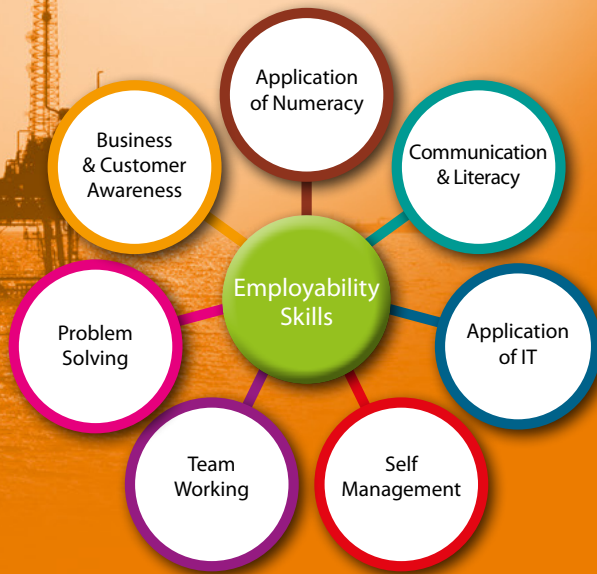 Application
of Numeracy
Communication
& Literacy
Application
of IT
Self
Management
Team
Working
Problem
Solving
Business
& Customer
Awareness
Employability
Skills